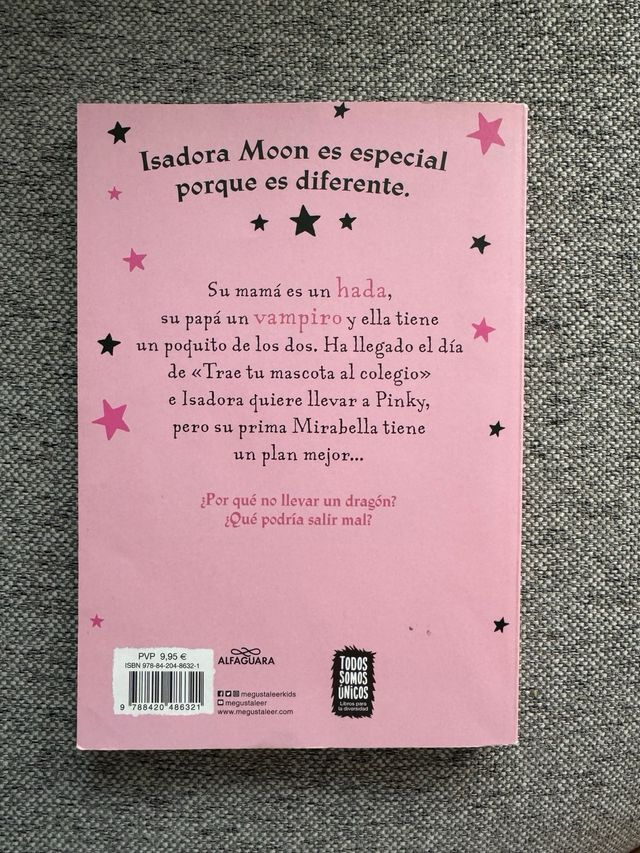 Isadora Moon es especial
porque es diferente.
Su mamá es un hada,
su papá un vampiro y ella tiene
un poquito de los dos. Ha llegado el día
de «Trae tu mascota al colegio»
e Isadora quiere llevar a Pinky,
pero su prima Mirabella tiene
un plan mejor...
¿Por qué no llevar un dragón?
¿Qué podría salir mal?
PVP 9,95 €
ISBN 978-84-204-8632-1
9 788420 486321
ALFAGUARA
megustaleerkids
megustaleer
www.megustaleer.com
TODOS
SOMOS
ÚNICOS
Libros para
la diversidad